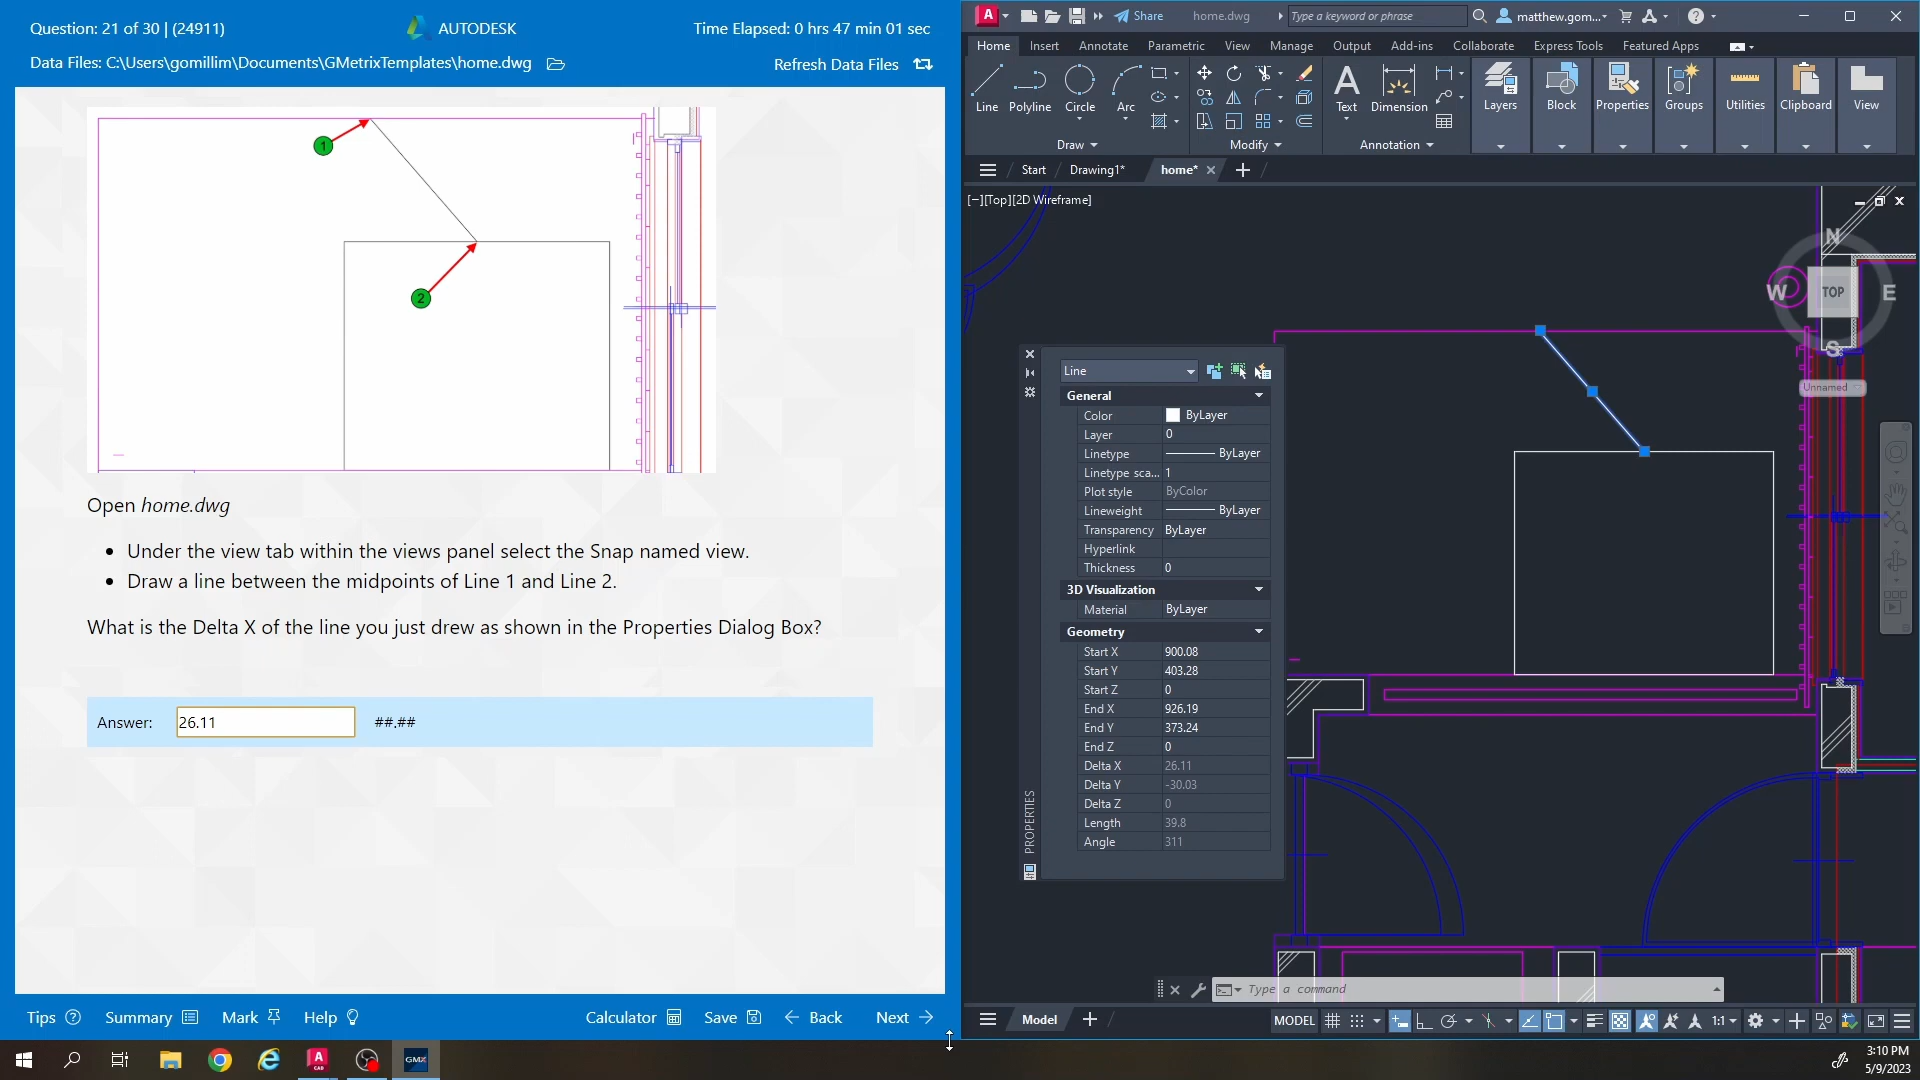 Question: 21 of 30 | (24911)
AUTODESK
Time Elapsed: 0 hrs 47 min 01 sec
Data Files: C:\Users\gomillim\Documents\GMetrixTemplates\home.dwg
Refresh Data Files
1
2
Open home.dwg
• Under the view tab within the views panel select the Snap named view.
• Draw a line between the midpoints of Line 1 and Line 2.
What is the Delta X of the line you just drew as shown in the Properties Dialog Box?
Answer: 26.11 ##.##
Tips
Summary
Mark
Help
Calculator
Save
Back
Next
A
Share
home.dwg
Type a keyword or phrase
matthew.gom...
Home Insert Annotate Parametric View Manage Output Add-ins Collaborate Express Tools Featured Apps
Line Polyline Circle Arc
Text Dimension
Layers Block Properties Groups Utilities Clipboard View
Draw
Modify
Annotation
Start
Drawing1*
home*
[−][Top][2D Wireframe]
N
W
TOP
E
S
Unnamed
Line
General
Color ByLayer
Layer 0
Linetype ByLayer
Linetype sca... 1
Plot style ByColor
Lineweight ByLayer
Transparency ByLayer
Hyperlink
Thickness 0
3D Visualization
Material ByLayer
Geometry
Start X 900.08
Start Y 403.28
Start Z 0
End X 926.19
End Y 373.24
End Z 0
Delta X 26.11
Delta Y -30.03
Delta Z 0
Length 39.8
Angle 311
PROPERTIES
Type a command
Model
MODEL
1:1
A CAD
GMX
3:10 PM
5/9/2023